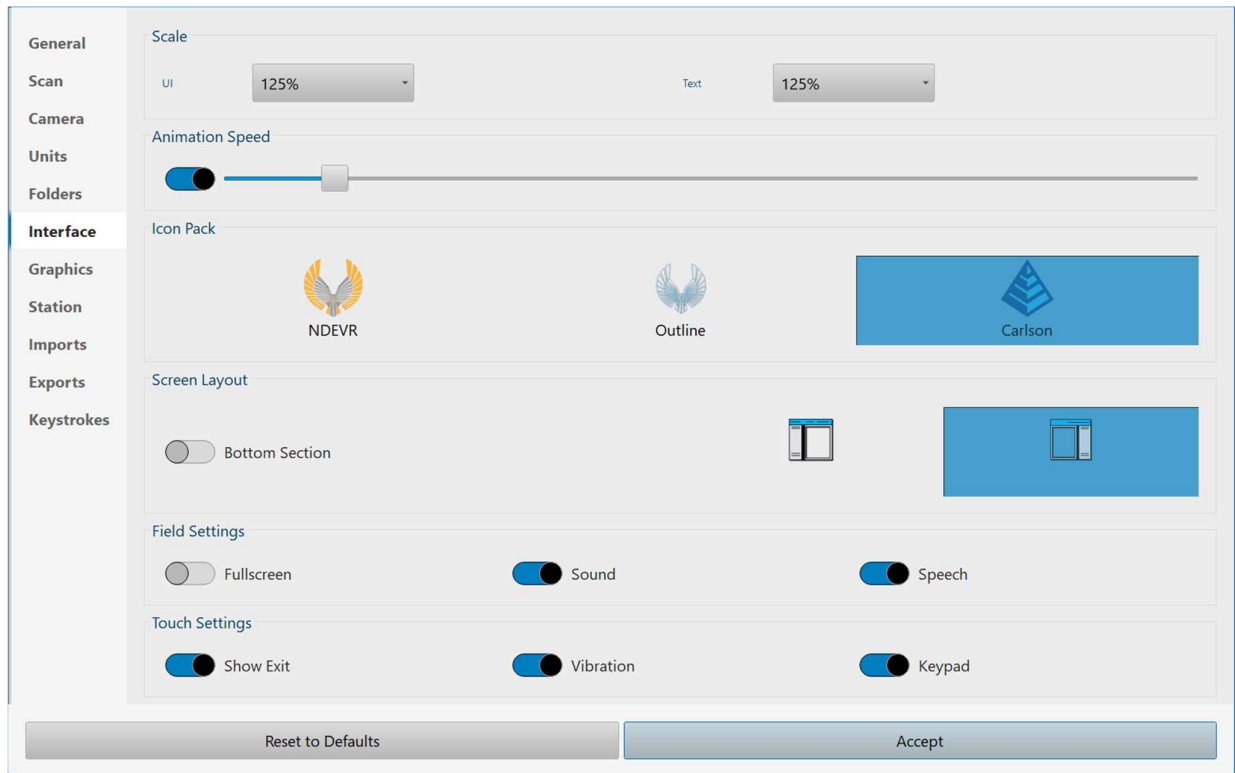 General
Scan
Camera
Units
Folders
Interface
Graphics
Station
Imports
Exports
Keystrokes
Scale
UI 125% Text 125%
Animation Speed
Icon Pack
NDEVR Outline Carlson
Screen Layout
Bottom Section
Field Settings
Fullscreen Sound Speech
Touch Settings
Show Exit Vibration Keypad
Reset to Defaults Accept